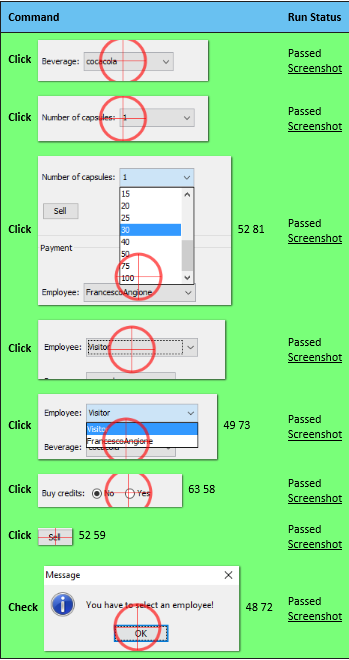 Command Run Status
Click Beverage: cocacola Passed
Screenshot
Click Number of capsules: 1 Passed
Screenshot
Number of capsules: 1
15
20
25
Click Sell 30 52 81 Passed
40 Screenshot
Payment 50
75
100
Employee: FrancescoAngione
Click Employee: Visitor Passed
Screenshot
Employee: Visitor
Click Visitor 49 73 Passed
FrancescoAngione Screenshot
Beverage: cocacola
Click Buy credits: No Yes 63 58 Passed
Screenshot
Click Sell 52 59 Passed
Screenshot
Message
Check You have to select an employee! 48 72 Passed
Screenshot
OK